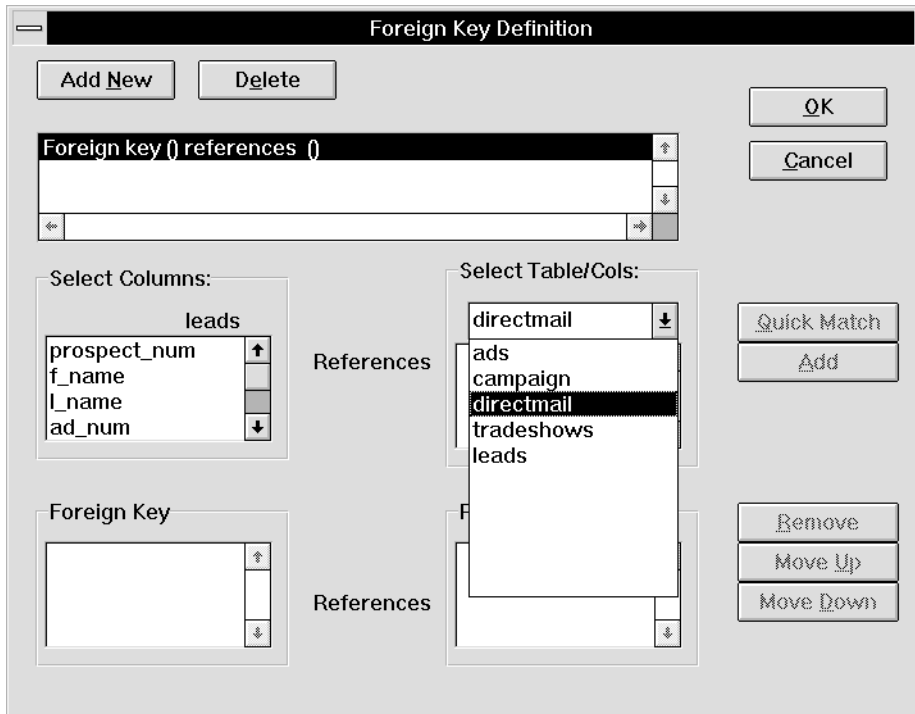 Foreign Key Definition
Add New
Delete
OK
Foreign key () references ()
Cancel
Select Columns:
Select Table/Cols:
leads
directmail
Quick Match
prospect_num
f_name
l_name
ad_num
References
ads
campaign
directmail
tradeshows
leads
Add
Foreign Key
Remove
Move Up
References
Move Down